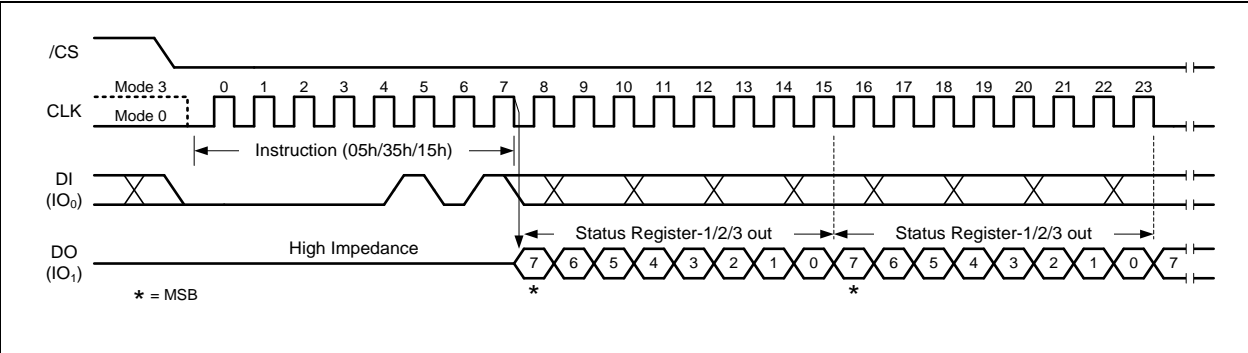 /CS
Mode 3 0 1 2 3 4 5 6 7 8 9 10 11 12 13 14 15 16 17 18 19 20 21 22 23
CLK
Mode 0
Instruction (05h/35h/15h)
DI
(IO0)
Status Register-1/2/3 out Status Register-1/2/3 out
High Impedance
DO
(IO1)
7 6 5 4 3 2 1 0 7 6 5 4 3 2 1 0 7
* *
* = MSB